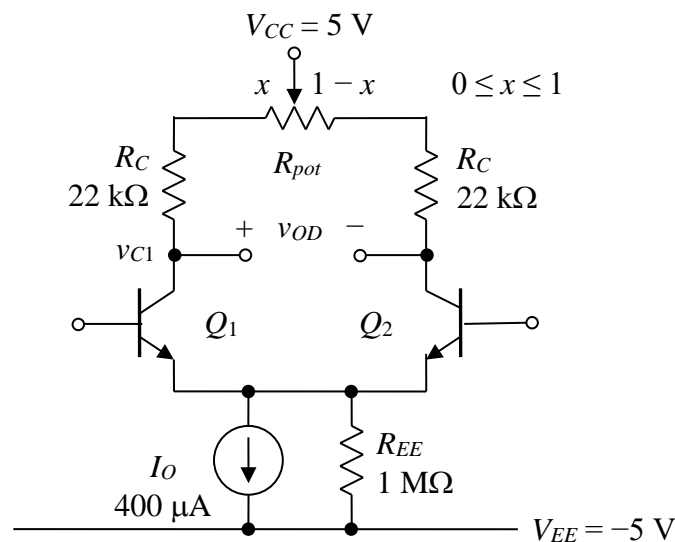 V_CC = 5 V
x 1 − x 0 ≤ x ≤ 1
R_C R_pot R_C
22 kΩ 22 kΩ
v_C1 + v_OD −
Q_1 Q_2
I_O R_EE
400 μA 1 MΩ
V_EE = −5 V